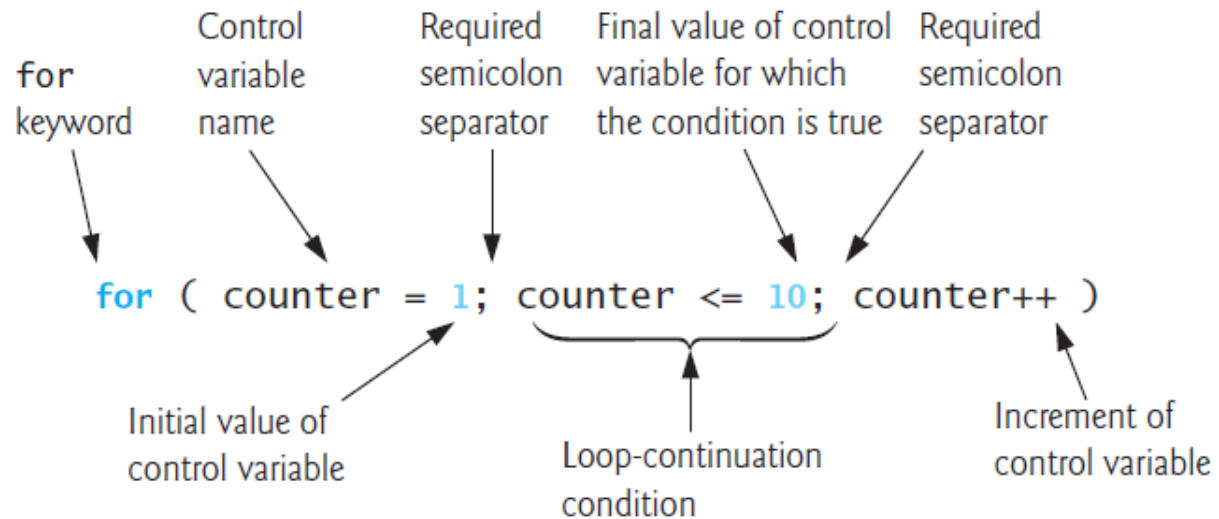 for
keyword
Control
variable
name
Required
semicolon
separator
Final value of control
variable for which
the condition is true
Required
semicolon
separator
for ( counter = 1; counter <= 10; counter++ )
Initial value of
control variable
Loop-continuation
condition
Increment of
control variable